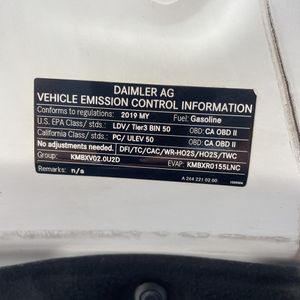 DAIMLER AG
VEHICLE EMISSION CONTROL INFORMATION
Conforms to regulations: 2019 MY Fuel: Gasoline
U.S. EPA Class/ stds.: LDV/ Tier3 BIN 50 OBD: CA OBD II
California Class/ stds.: PC/ ULEV 50 OBD: CA OBD II
No adjustments needed. DFI/TC/CAC/WR-HO2S/HO2S/TWC
Group: KMBXV02.0U2D EVAP: KMBXR0155LNC
Remarks: n/a
A 264 221 02 00